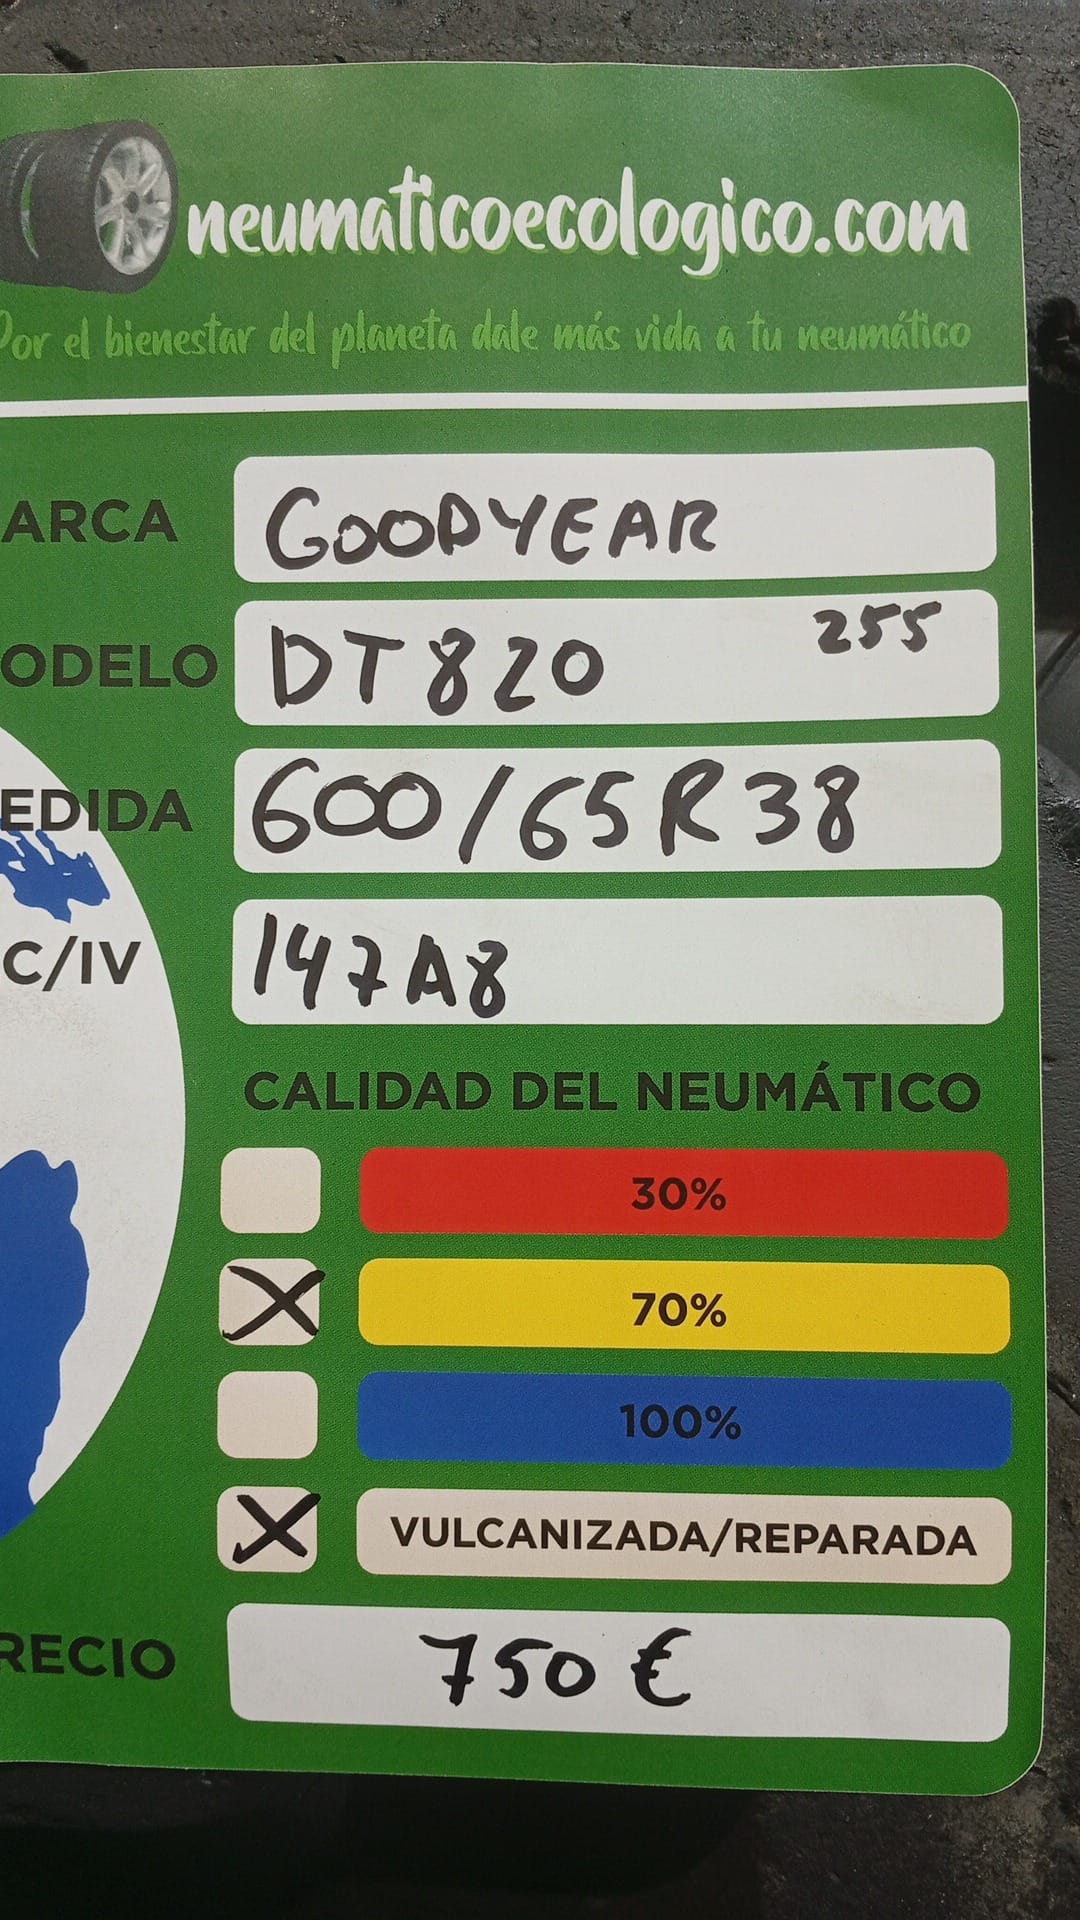 neumaticoecologico.com
Por el bienestar del planeta dale más vida a tu neumático
ARCA GOODYEAR
ODELO DT820 255
EDIDA 600/65R38
C/IV 147A8
CALIDAD DEL NEUMÁTICO
30%
X 70%
100%
X VULCANIZADA/REPARADA
RECIO 750 €